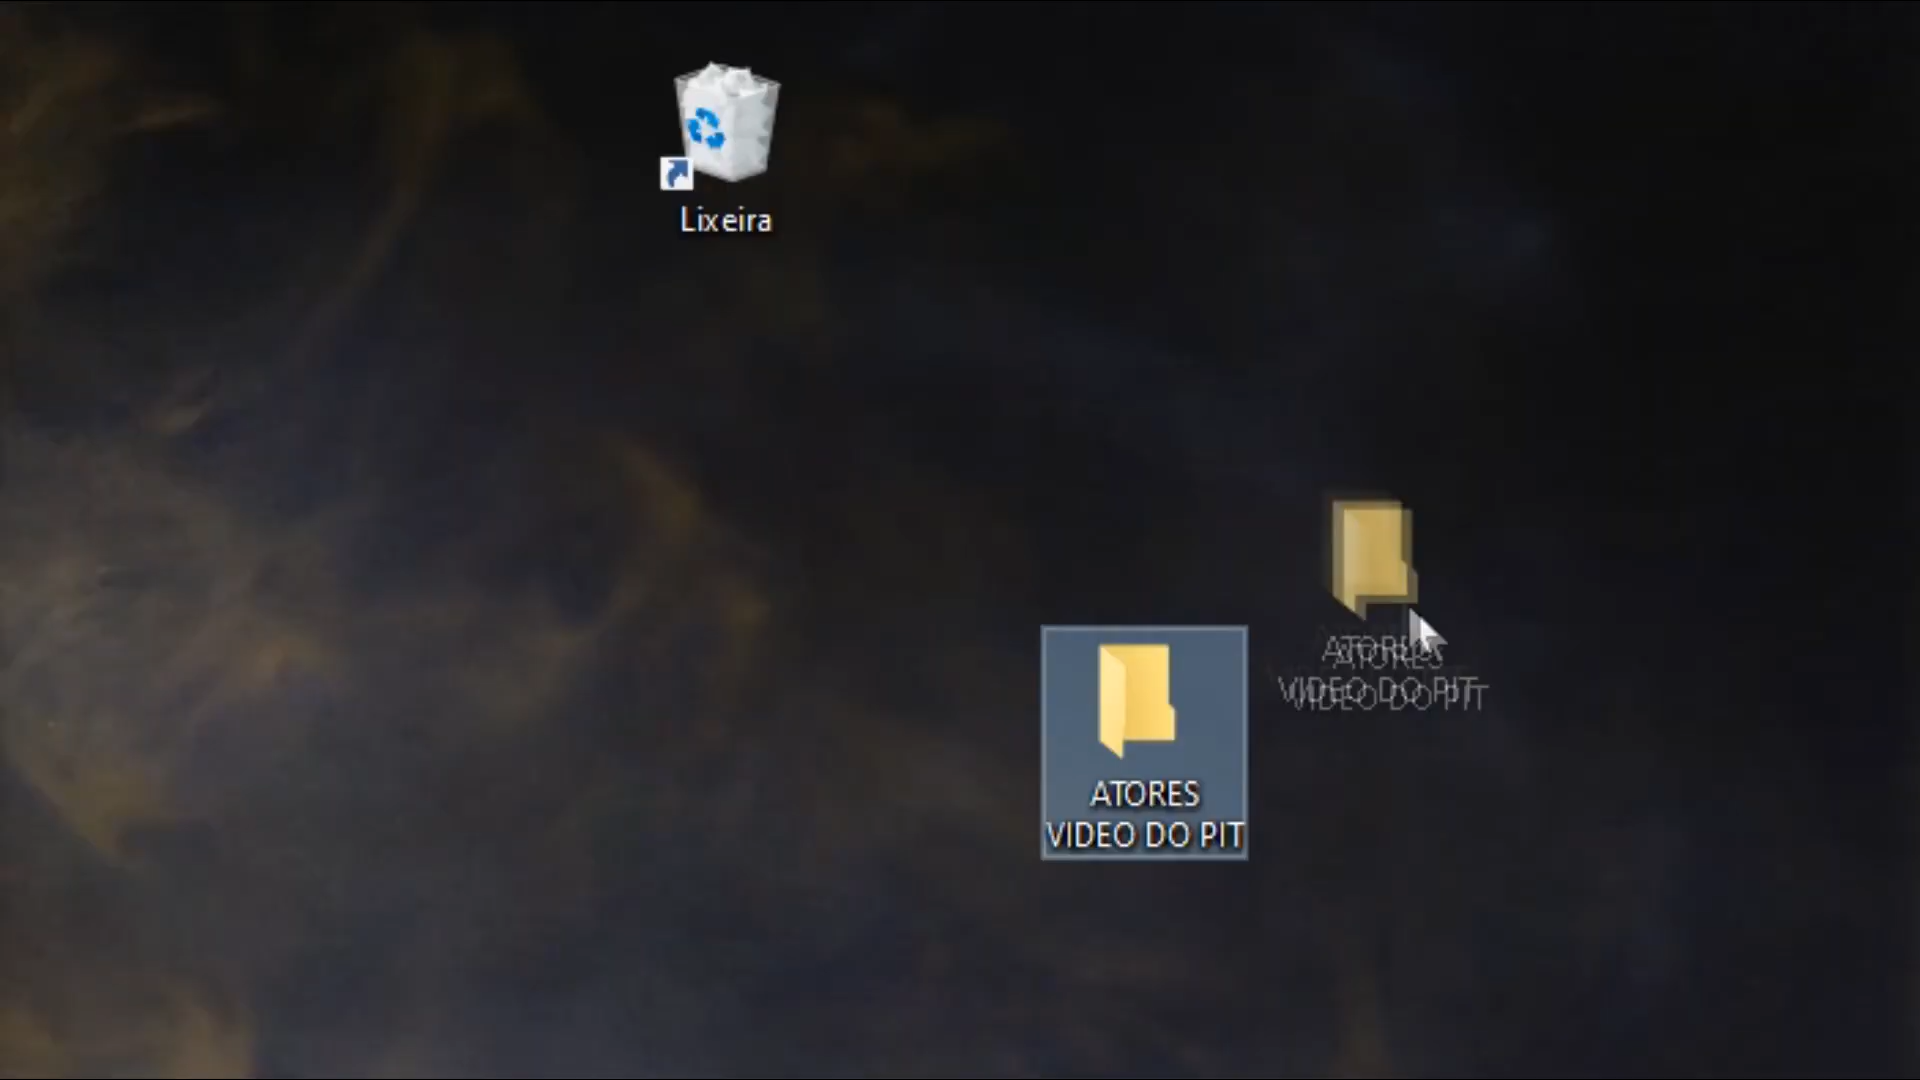 Lixeira
ATORES
VIDEO DO PIT
ATORES
VIDEO DO PIT